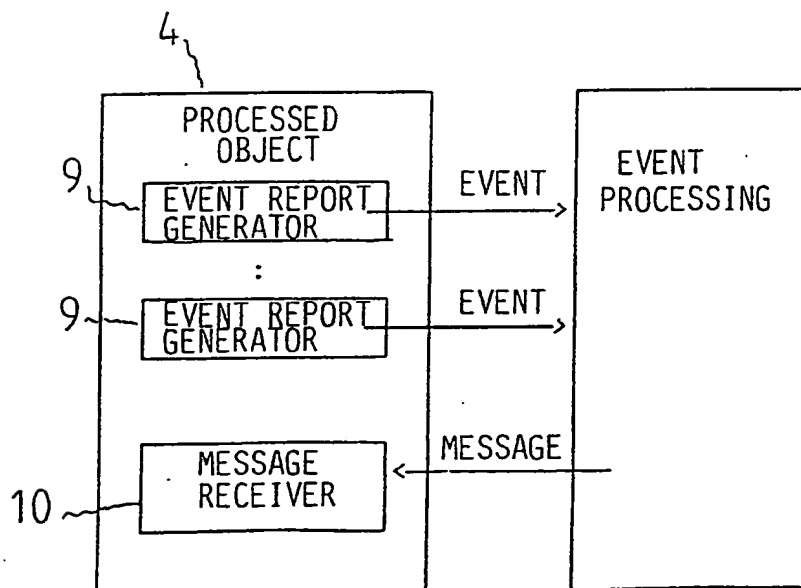 4
PROCESSED
OBJECT
9
EVENT REPORT
GENERATOR
EVENT
EVENT
PROCESSING
:
9
EVENT REPORT
GENERATOR
EVENT
MESSAGE
RECEIVER
MESSAGE
10